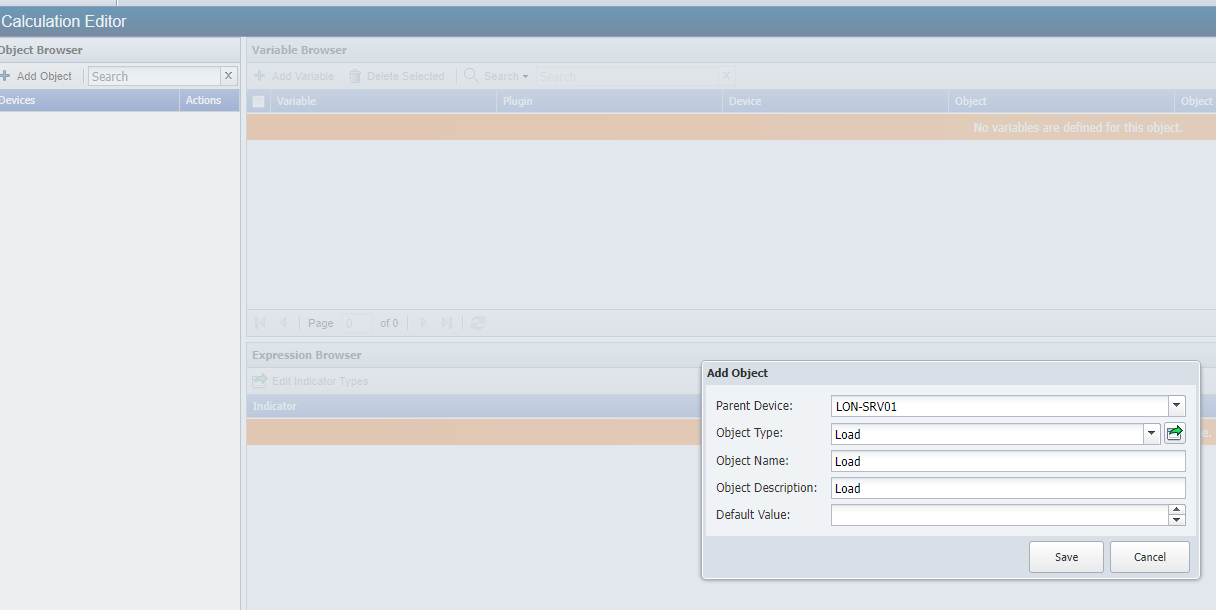 Calculation Editor
Object Browser
Add Object
Search
X
Devices
Actions
Variable Browser
Add Variable
Delete Selected
Search
Search
X
Variable
Plugin
Device
Object
Object
No variables are defined for this object.
Page
0
of 0
Expression Browser
Edit Indicator Types
Indicator
Add Object
Parent Device:
LON-SRV01
Object Type:
Load
Object Name:
Load
Object Description:
Load
Default Value:
Save
Cancel